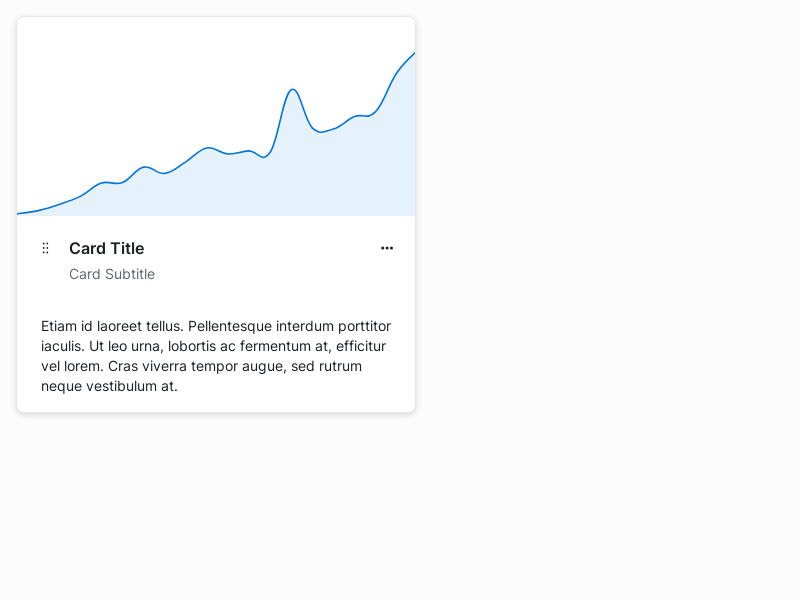 Card Title
Card Subtitle
Etiam id laoreet tellus. Pellentesque interdum porttitor
iaculis. Ut leo urna, lobortis ac fermentum at, efficitur
vel lorem. Cras viverra tempor augue, sed rutrum
neque vestibulum at.